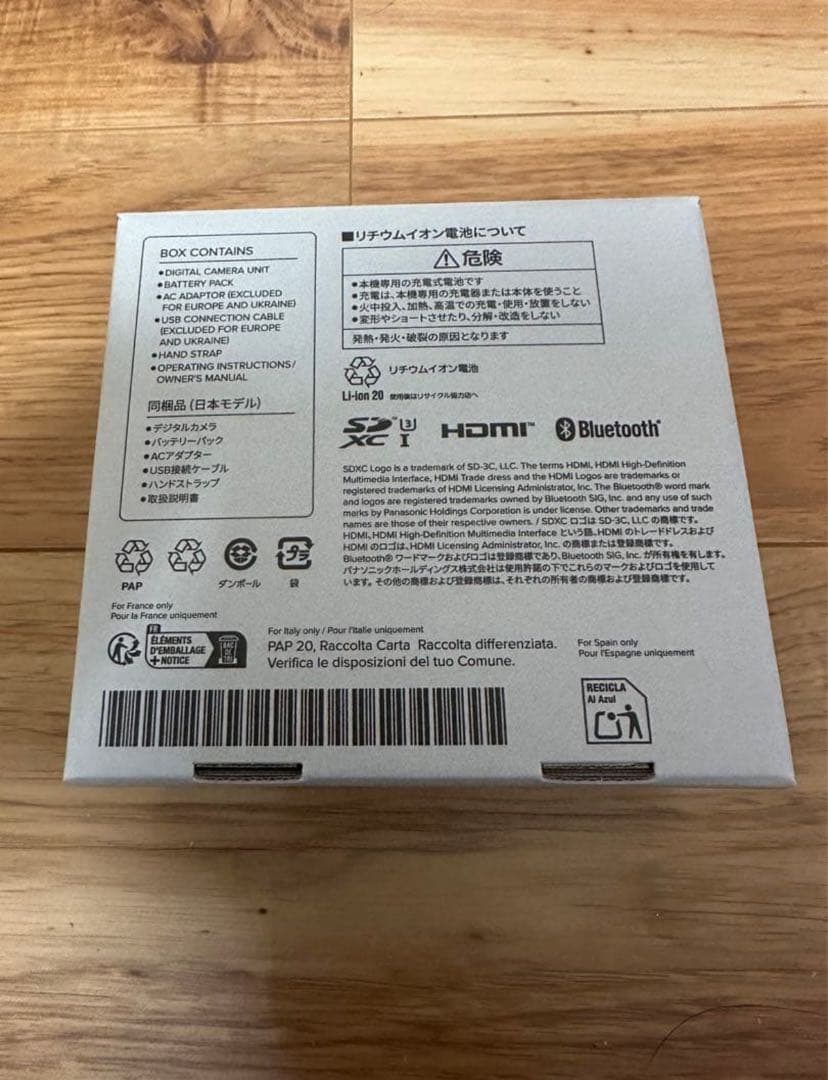 BOX CONTAINS
●DIGITAL CAMERA UNIT
●BATTERY PACK
●AC ADAPTOR (EXCLUDED
FOR EUROPE AND UKRAINE)
●USB CONNECTION CABLE
(EXCLUDED FOR EUROPE
AND UKRAINE)
●HAND STRAP
●OPERATING INSTRUCTIONS/
OWNER'S MANUAL
同梱品(日本モデル)
●デジタルカメラ
●バッテリーパック
●ACアダプター
●USB接続ケーブル
●ハンドストラップ
●取扱説明書
■リチウムイオン電池について
危険
●本機専用の充電式電池です
●充電は、本機専用の充電器または本体を使うこと
●火中投入、加熱、高温での充電・使用・放置をしない
●変形やショートさせたり、分解・改造をしない
発熱・発火・破裂の原因となります
リチウムイオン電池
Li-ion 20 使用後はリサイクル協力店へ
SD XC U3 I HDMI™ Bluetooth®
SDXC Logo is a trademark of SD-3C, LLC. The terms HDMI, HDMI High-Definition
Multimedia Interface, HDMI Trade dress and the HDMI Logos are trademarks or
registered trademarks of HDMI Licensing Administrator, Inc. The Bluetooth® word mark
and logos are registered trademarks owned by Bluetooth SIG, Inc. and any use of such
marks by Panasonic Holdings Corporation is under license. Other trademarks and trade
names are those of their respective owners. / SDXC ロゴは SD-3C, LLC の商標です。
HDMI、HDMI High-Definition Multimedia Interface という語、HDMI のトレードドレスおよび
HDMI のロゴは、HDMI Licensing Administrator, Inc. の商標または登録商標です。
Bluetooth® ワードマークおよびロゴは登録商標であり、Bluetooth SIG, Inc. が所有権を有します。
パナソニックホールディングス株式会社は使用許諾の下でこれらのマークおよびロゴを使用して
います。その他の商標および登録商標は、それぞれの所有者の商標および登録商標です。
PAP
ダンボール
プラ
袋
For France only
Pour la France uniquement
FR
ÉLÉMENTS
D'EMBALLAGE
+NOTICE
BAC
DE
TRI
For Italy only / Pour l'Italie uniquement
PAP 20, Raccolta Carta Raccolta differenziata.
Verifica le disposizioni del tuo Comune.
For Spain only
Pour l'Espagne uniquement
RECICLA
Al Azul